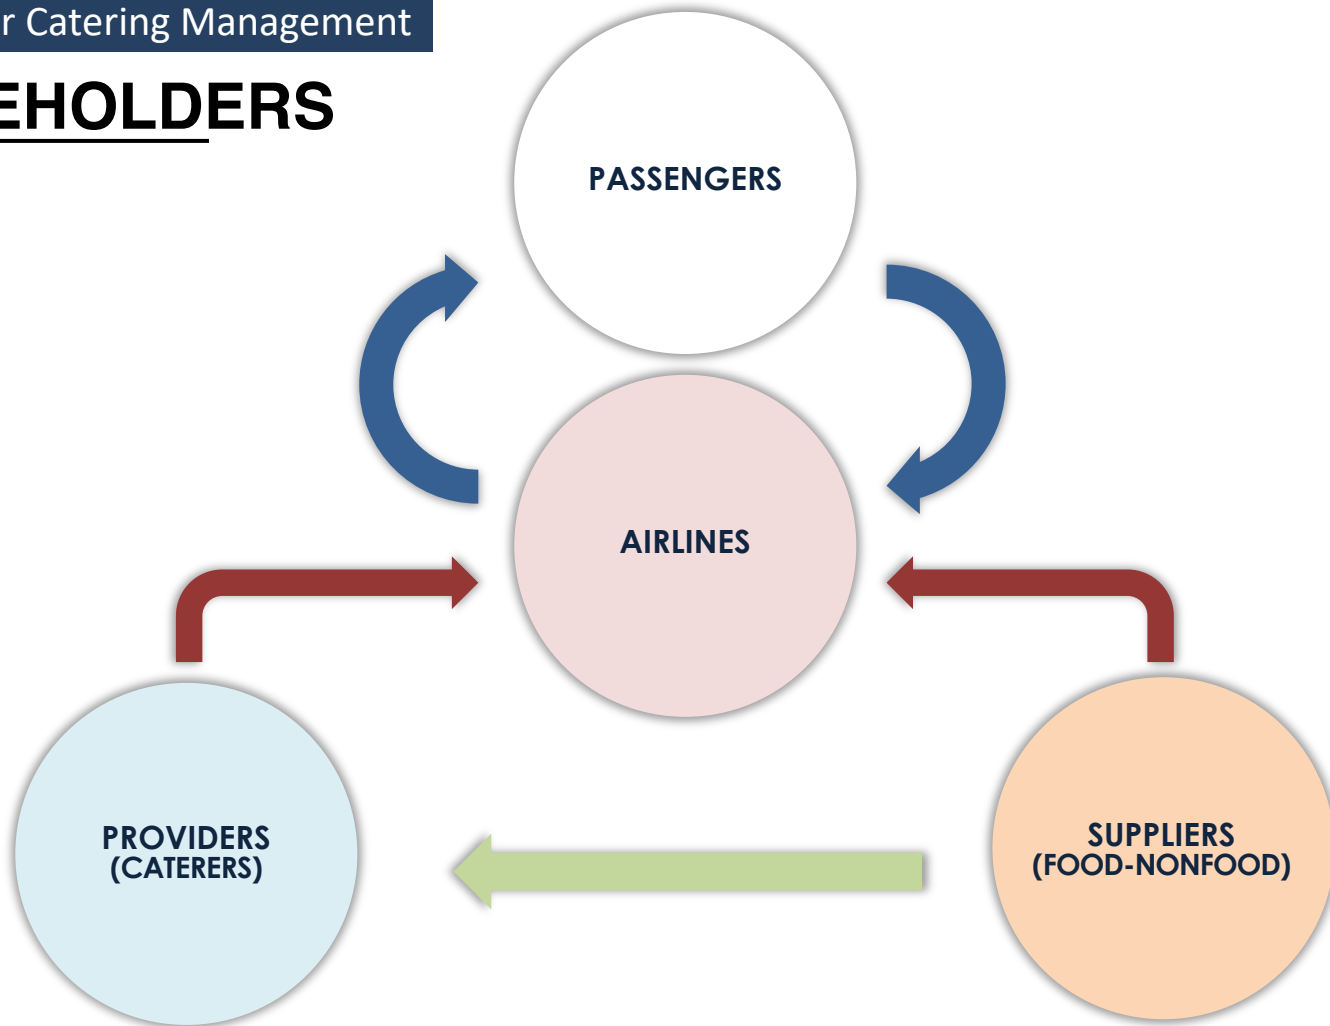 r Catering Management
EHOLDERS
PASSENGERS
AIRLINES
PROVIDERS
(CATERERS)
SUPPLIERS
(FOOD-NONFOOD)